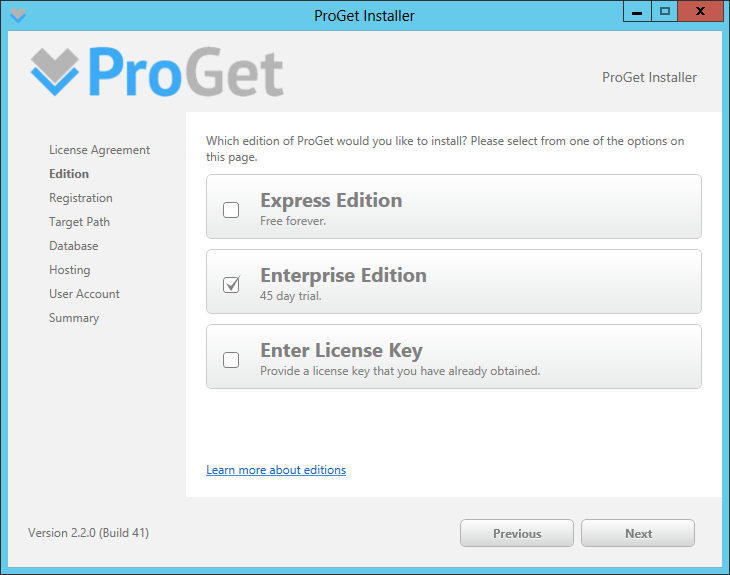 ProGet Installer
ProGet
ProGet Installer
License Agreement
Edition
Registration
Target Path
Database
Hosting
User Account
Summary
Which edition of ProGet would you like to install? Please select from one of the options on
this page.
Express Edition
Free forever.
Enterprise Edition
45 day trial.
Enter License Key
Provide a license key that you have already obtained.
Learn more about editions
Version 2.2.0 (Build 41)
Previous
Next